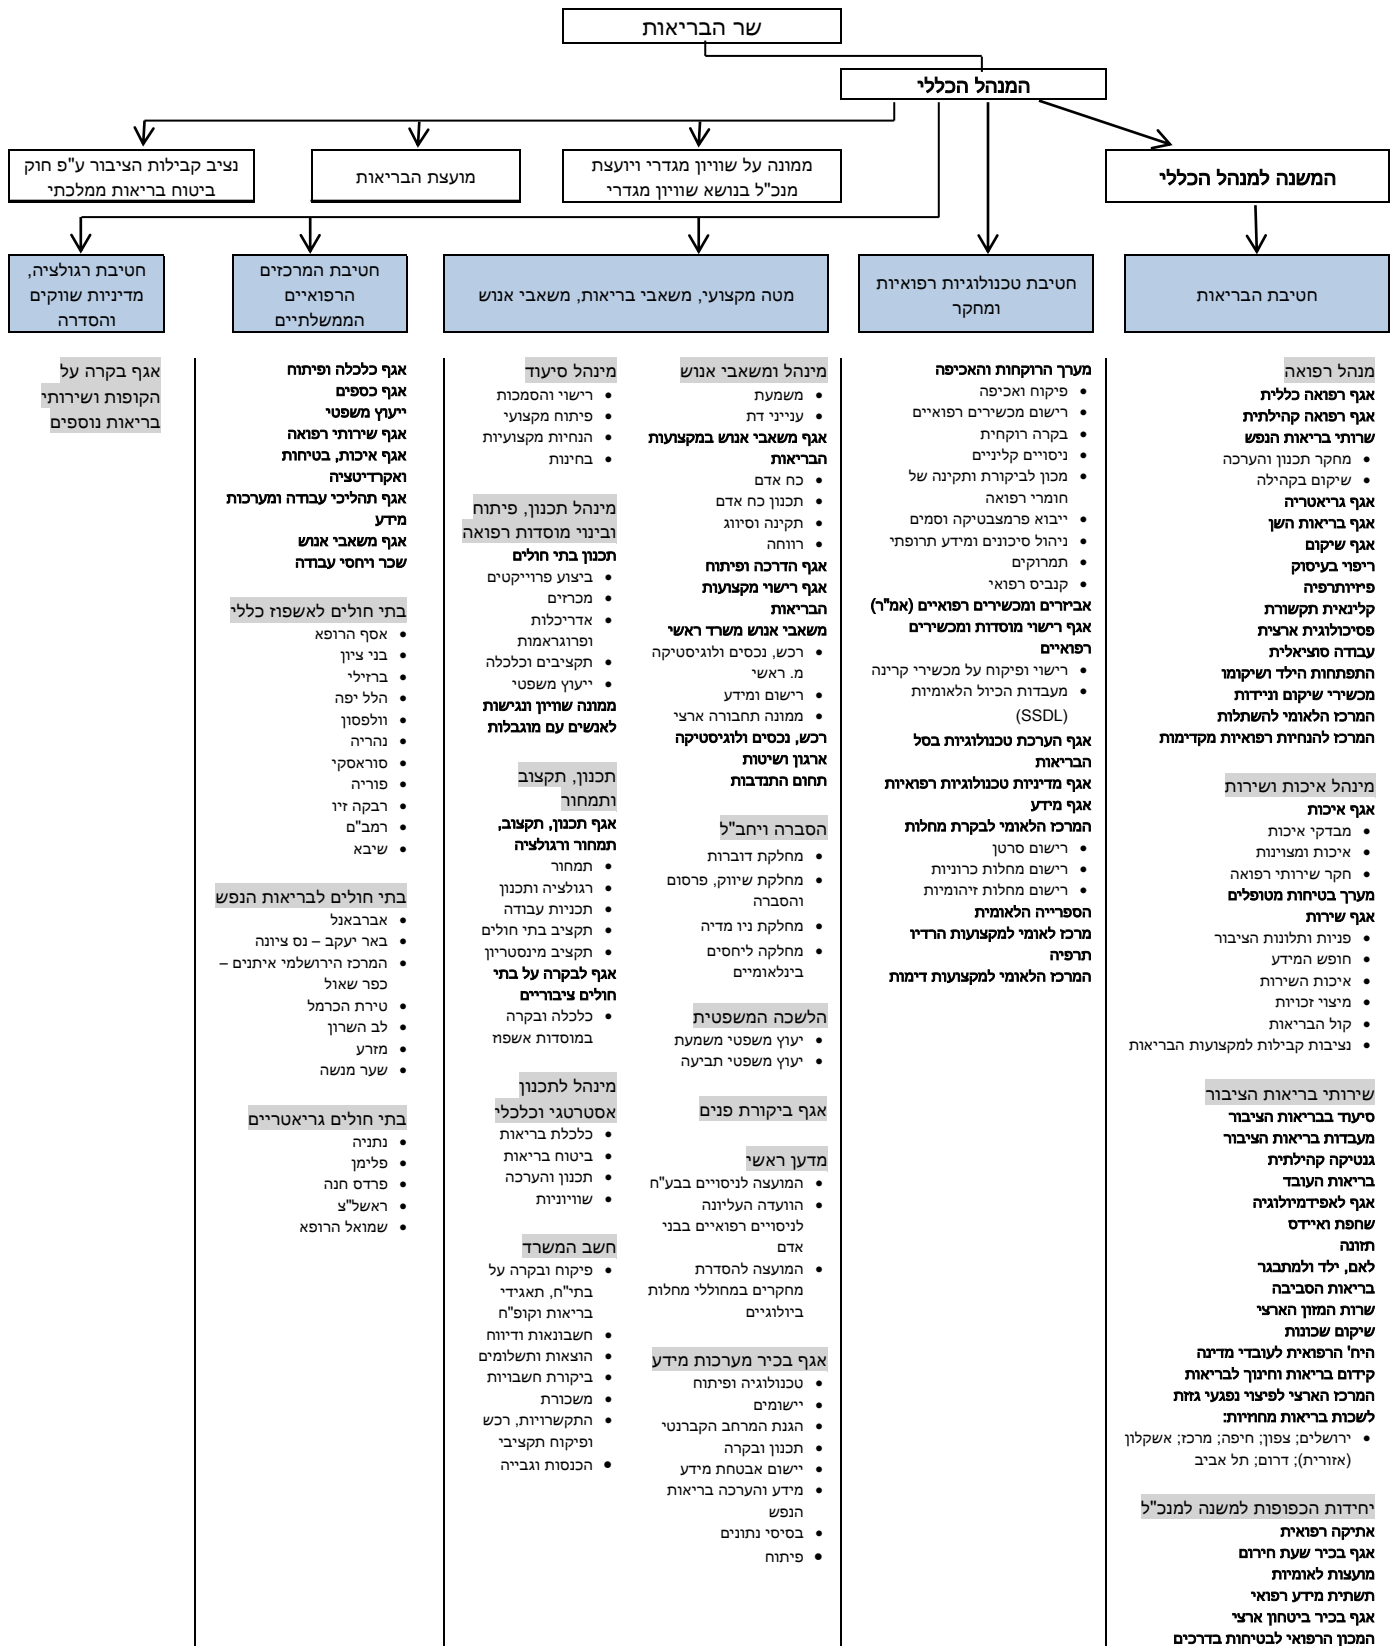 שר הבריאות
המנהל הכללי
המשנה למנהל הכללי
ממונה על שוויון מגדרי ויועצת
מנכ"ל בנושא שוויון מגדרי
מועצת הבריאות
נציב קבילות הציבור ע"פ חוק
ביטוח בריאות ממלכתי
חטיבת הבריאות
חטיבת טכנולוגיות רפואיות
ומחקר
מטה מקצועי, משאבי בריאות, משאבי אנוש
חטיבת המרכזים
הרפואיים
הממשלתיים
חטיבת רגולציה,
מדיניות שווקים
והסדרה
מנהל רפואה
אגף רפואה כללית
אגף רפואה קהילתית
שרותי בריאות הנפש
• מחקר תכנון והערכה
• שיקום בקהילה
אגף גריאטריה
אגף בריאות השן
אגף שיקום
ריפוי בעיסוק
פיזיותרפיה
קלינאית תקשורת
פסיכולוגית ארצית
עבודה סוציאלית
התפתחות הילד ושיקומו
מכשירי שיקום וניידות
המרכז הלאומי להשתלות
המרכז להנחיות רפואיות מקדימות
מינהל איכות ושירות
אגף איכות
• מבדקי איכות
• איכות ומצוינות
• חקר שירותי רפואה
מערך בטיחות מטופלים
אגף שירות
• פניות ותלונות הציבור
• חופש המידע
• איכות השירות
• מיצוי זכויות
• קול הבריאות
• נציבות קבילות למקצועות הבריאות
שירותי בריאות הציבור
סיעוד בבריאות הציבור
מעבדות בריאות הציבור
גנטיקה קהילתית
בריאות העובד
אגף לאפידמיולוגיה
שחפת ואיידס
תזונה
לאם, ילד ולמתבגר
בריאות הסביבה
שרות המזון הארצי
שיקום שכונות
היח' הרפואית לעובדי מדינה
קידום בריאות וחינוך לבריאות
המרכז הארצי לפיצוי נפגעי גזזת
לשכות בריאות מחוזיות:
• ירושלים; צפון; חיפה; מרכז; אשקלון
(אזורית); דרום; תל אביב
יחידות הכפופות למשנה למנכ"ל
אתיקה רפואית
אגף בכיר שעת חירום
מועצות לאומיות
תשתית מידע רפואי
אגף בכיר ביטחון ארצי
המכון הרפואי לבטיחות בדרכים
מערך הרוקחות והאכיפה
• פיקוח ואכיפה
• רישום מכשירים רפואיים
• בקרה רוקחית
• ניסויים קליניים
• מכון לביקורת ותקינה של
חומרי רפואה
• ייבוא פרמצבטיקה וסמים
• ניהול סיכונים ומידע תרופתי
• תמרוקים
• קנביס רפואי
אביזרים ומכשירים רפואיים (אמ"ר)
אגף רישוי מוסדות ומכשירים
רפואיים
• רישוי ופיקוח על מכשירי קרינה
• מעבדות הכיול הלאומיות
(SSDL)
אגף הערכת טכנולוגיות בסל
הבריאות
אגף מדיניות טכנולוגיות רפואיות
אגף מידע
המרכז הלאומי לבקרת מחלות
• רישום סרטן
• רישום מחלות כרוניות
• רישום מחלות זיהומיות
הספרייה הלאומית
מרכז לאומי למקצועות הרדיו
תרפיה
המרכז הלאומי למקצועות דימות
מינהל ומשאבי אנוש
• משמעת
• ענייני דת
אגף משאבי אנוש במקצועות
הבריאות
• כח אדם
• תכנון כח אדם
• תקינה וסיווג
• רווחה
אגף הדרכה ופיתוח
אגף רישוי מקצועות
הבריאות
משאבי אנוש משרד ראשי
• רכש, נכסים ולוגיסטיקה
מ. ראשי
• רישום ומידע
• ממונה תחבורה ארצי
רכש, נכסים ולוגיסטיקה
ארגון ושיטות
תחום התנדבות
הסברה ויחב"ל
• מחלקת דוברות
• מחלקת שיווק, פרסום
והסברה
• מחלקת ניו מדיה
• מחלקה ליחסים
בינלאומיים
הלשכה המשפטית
• יעוץ משפטי משמעת
• יעוץ משפטי תביעה
אגף ביקורת פנים
מדען ראשי
• המועצה לניסויים בבע"ח
• הוועדה העליונה
לניסויים רפואיים בבני
אדם
• המועצה להסדרת
מחקרים במחוללי מחלות
ביולוגיים
אגף בכיר מערכות מידע
• טכנולוגיה ופיתוח
• יישומים
• הגנת המרחב הקברנטי
• תכנון ובקרה
• יישום אבטחת מידע
• מידע והערכה בריאות
הנפש
• בסיסי נתונים
• פיתוח
מינהל סיעוד
• רישוי והסמכות
• פיתוח מקצועי
• הנחיות מקצועיות
• בחינות
מינהל תכנון, פיתוח
ובינוי מוסדות רפואה
תכנון בתי חולים
• ביצוע פרוייקטים
• מכרזים
• אדריכלות
ופרוגראמות
• תקציבים וכלכלה
• ייעוץ משפטי
ממונה שוויון ונגישות
לאנשים עם מוגבלות
תכנון, תקצוב
ותמחור
אגף תכנון, תקצוב,
תמחור ורגולציה
• תמחור
• רגולציה ותכנון
• תכניות עבודה
• תקציב בתי חולים
• תקציב מינסטריון
אגף לבקרה על בתי
חולים ציבוריים
• כלכלה ובקרה
במוסדות אשפוז
מינהל לתכנון
אסטרטגי וכלכלי
• כלכלת בריאות
• ביטוח בריאות
• תכנון והערכה
• שוויוניות
חשב המשרד
• פיקוח ובקרה על
בתי"ח, תאגידי
בריאות וקופ"ח
• חשבונאות ודיווח
• הוצאות ותשלומים
• ביקורת חשבויות
• משכורת
• התקשרויות, רכש
ופיקוח תקציבי
• הכנסות וגבייה
אגף כלכלה ופיתוח
אגף כספים
ייעוץ משפטי
אגף שירותי רפואה
אגף איכות, בטיחות
ואקרדיטציה
אגף תהליכי עבודה ומערכות
מידע
אגף משאבי אנוש
שכר ויחסי עבודה
בתי חולים לאשפוז כללי
• אסף הרופא
• בני ציון
• ברזילי
• הלל יפה
• וולפסון
• נהריה
• סוראסקי
• פוריה
• רבקה זיו
• רמב"ם
• שיבא
בתי חולים לבריאות הנפש
• אברבאנל
• באר יעקב – נס ציונה
• המרכז הירושלמי איתנים –
כפר שאול
• טירת הכרמל
• לב השרון
• מזרע
• שער מנשה
בתי חולים גריאטריים
• נתניה
• פלימן
• פרדס חנה
• ראשל"צ
• שמואל הרופא
אגף בקרה על
הקופות ושירותי
בריאות נוספים